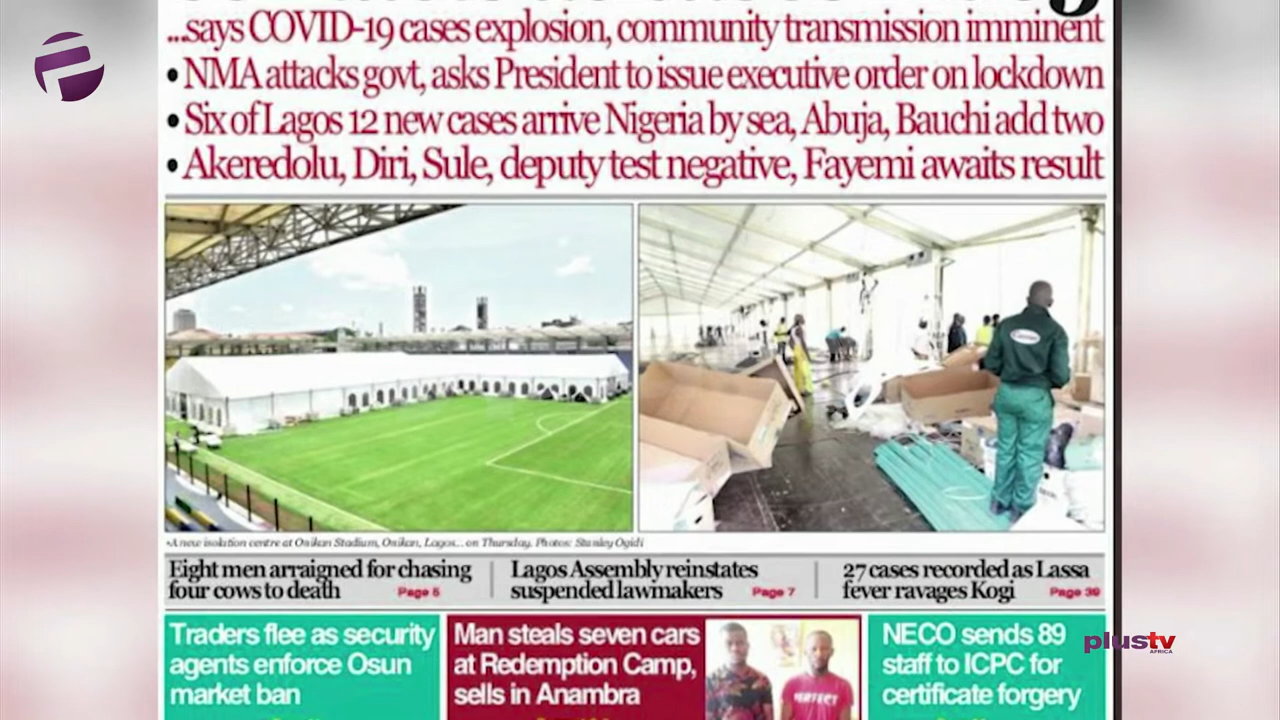 ...says COVID-19 cases explosion, community transmission imminent
• NMA attacks govt, asks President to issue executive order on lockdown
• Six of Lagos 12 new cases arrive Nigeria by sea, Abuja, Bauchi add two
• Akeredolu, Diri, Sule, deputy test negative, Fayemi awaits result
•A new isolation centre at Onikan Stadium, Onikan, Lagos... on Thursday. Photos: Stanley Ogidi
Eight men arraigned for chasing
four cows to death Page 5
Lagos Assembly reinstates
suspended lawmakers Page 7
27 cases recorded as Lassa
fever ravages Kogi Page 39
Traders flee as security
agents enforce Osun
market ban
Man steals seven cars
at Redemption Camp,
sells in Anambra
PERFECT
NECO sends 89
staff to ICPC for
certificate forgery
plustv
AFRICA